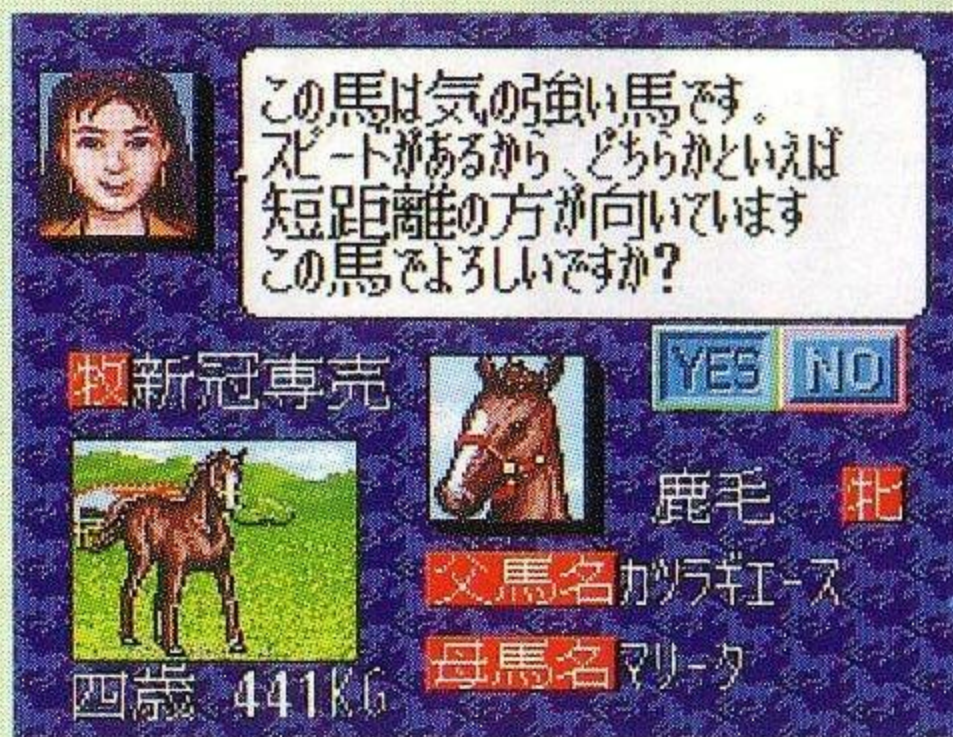 この馬は気の強い馬です。
スピードがあるから、どちらかといえば
短距離の方が向いています
この馬でよろしいですか?
YES NO
牧 新冠専売
鹿毛 牝
父馬名 カツラギエース
母馬名 マリータ
四歳 441KG